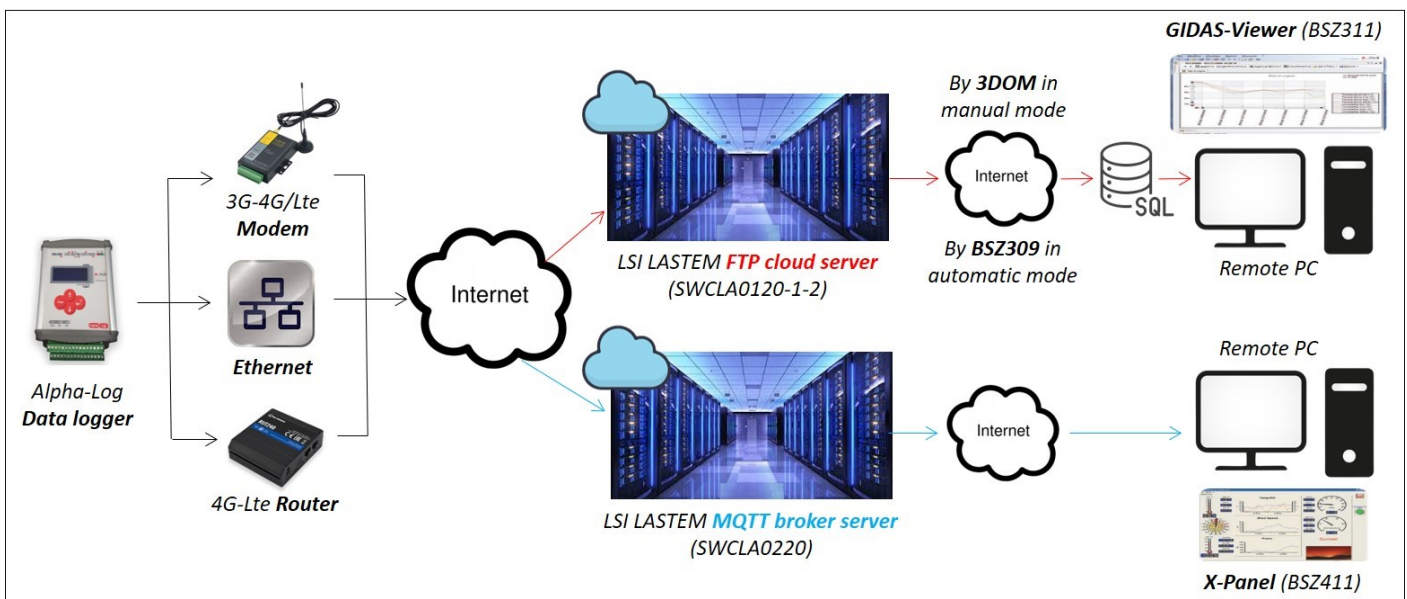 GIDAS-Viewer (BSZ311)
By 3DOM in
manual mode
Internet
SQL
By BSZ309 in
automatic mode
Remote PC
3G-4G/Lte
Modem
LSI LASTEM FTP cloud server
(SWCLA0120-1-2)
Internet
Ethernet
Alpha-Log
Data logger
4G-Lte Router
Remote PC
Internet
LSI LASTEM MQTT broker server
(SWCLA0220)
X-Panel (BSZ411)